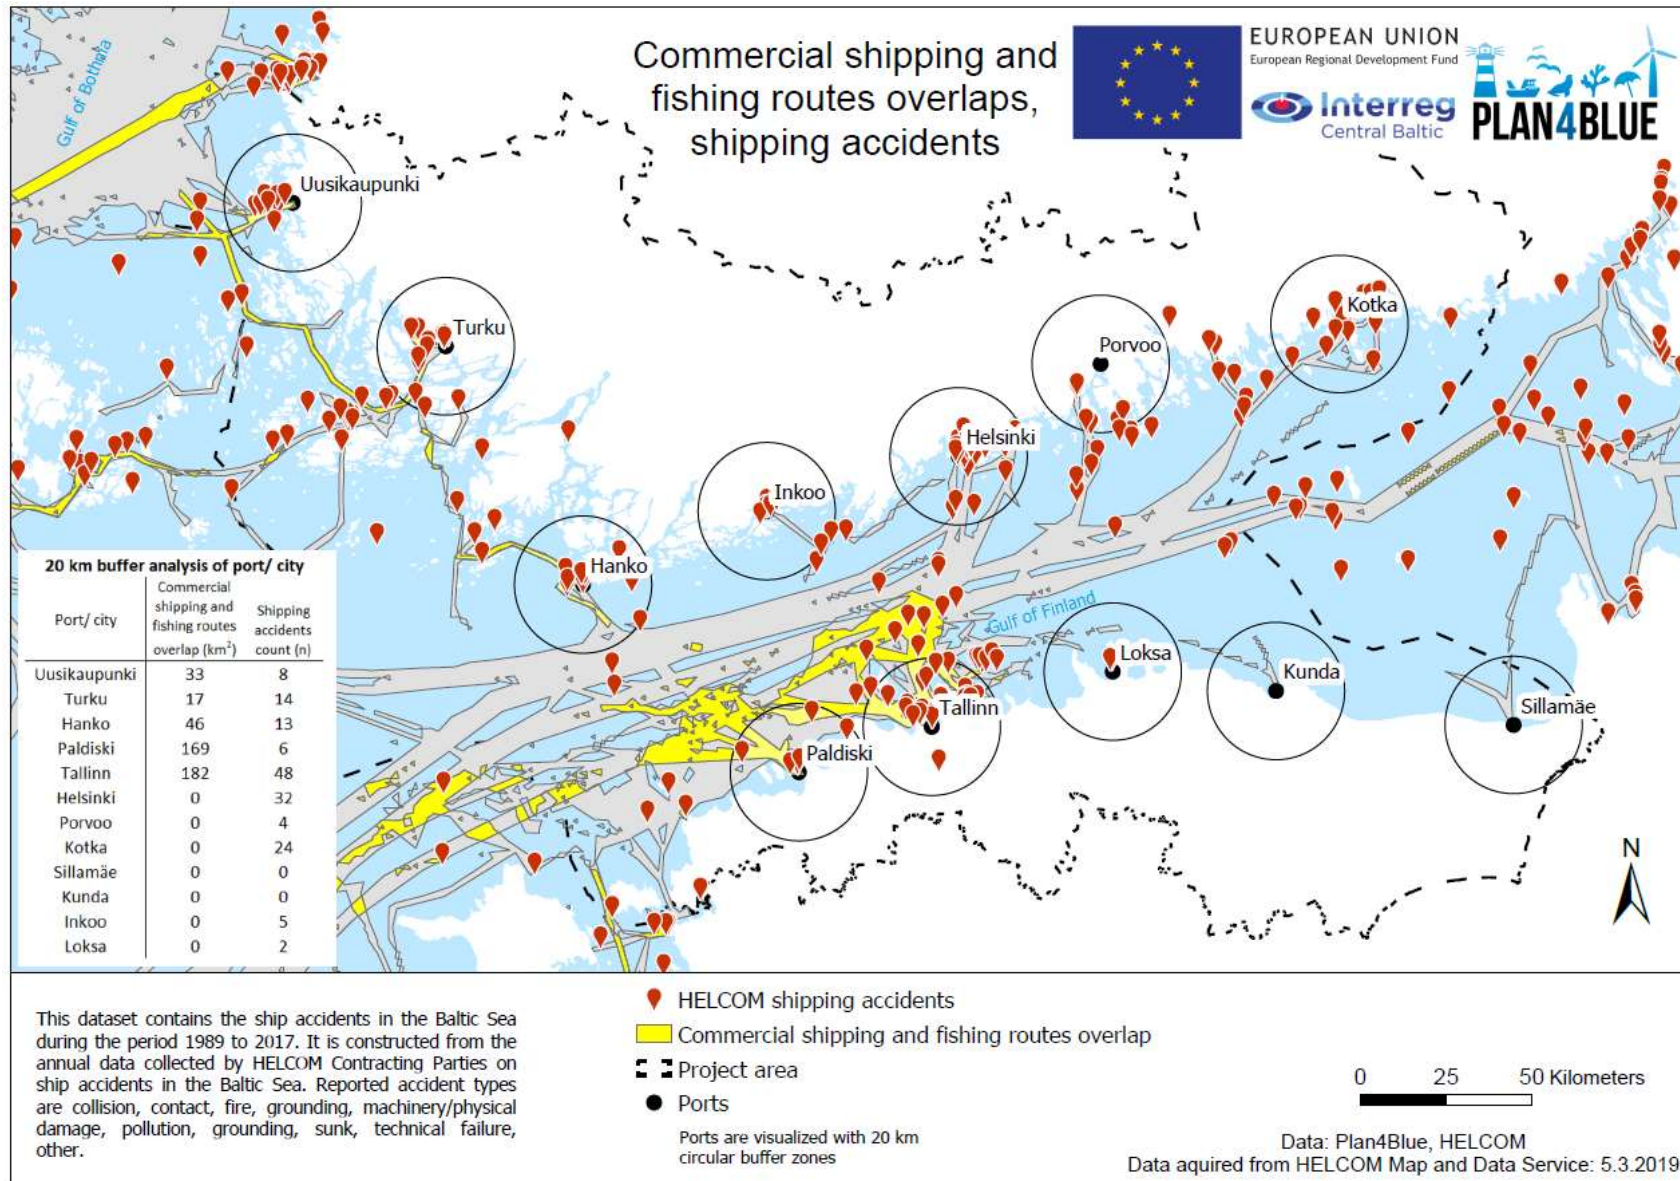 Commercial shipping and
fishing routes overlaps,
shipping accidents
EUROPEAN UNION
European Regional Development Fund
Interreg
Central Baltic
PLAN4BLUE
Gulf of Bothnia
Uusikaupunki
Turku
Kotka
Porvoo
Helsinki
Inkoo
Hanko
Gulf of Finland
Loksa
Kunda
Sillamäe
Tallinn
Paldiski
20 km buffer analysis of port/ city
Port/ city
Commercial
shipping and
fishing routes
overlap (km²)
Shipping
accidents
count (n)
Uusikaupunki 33 8
Turku 17 14
Hanko 46 13
Paldiski 169 6
Tallinn 182 48
Helsinki 0 32
Porvoo 0 4
Kotka 0 24
Sillamäe 0 0
Kunda 0 0
Inkoo 0 5
Loksa 0 2
N
This dataset contains the ship accidents in the Baltic Sea
during the period 1989 to 2017. It is constructed from the
annual data collected by HELCOM Contracting Parties on
ship accidents in the Baltic Sea. Reported accident types
are collision, contact, fire, grounding, machinery/physical
damage, pollution, grounding, sunk, technical failure,
other.
HELCOM shipping accidents
Commercial shipping and fishing routes overlap
Project area
Ports
Ports are visualized with 20 km
circular buffer zones
0 25 50 Kilometers
Data: Plan4Blue, HELCOM
Data aquired from HELCOM Map and Data Service: 5.3.2019